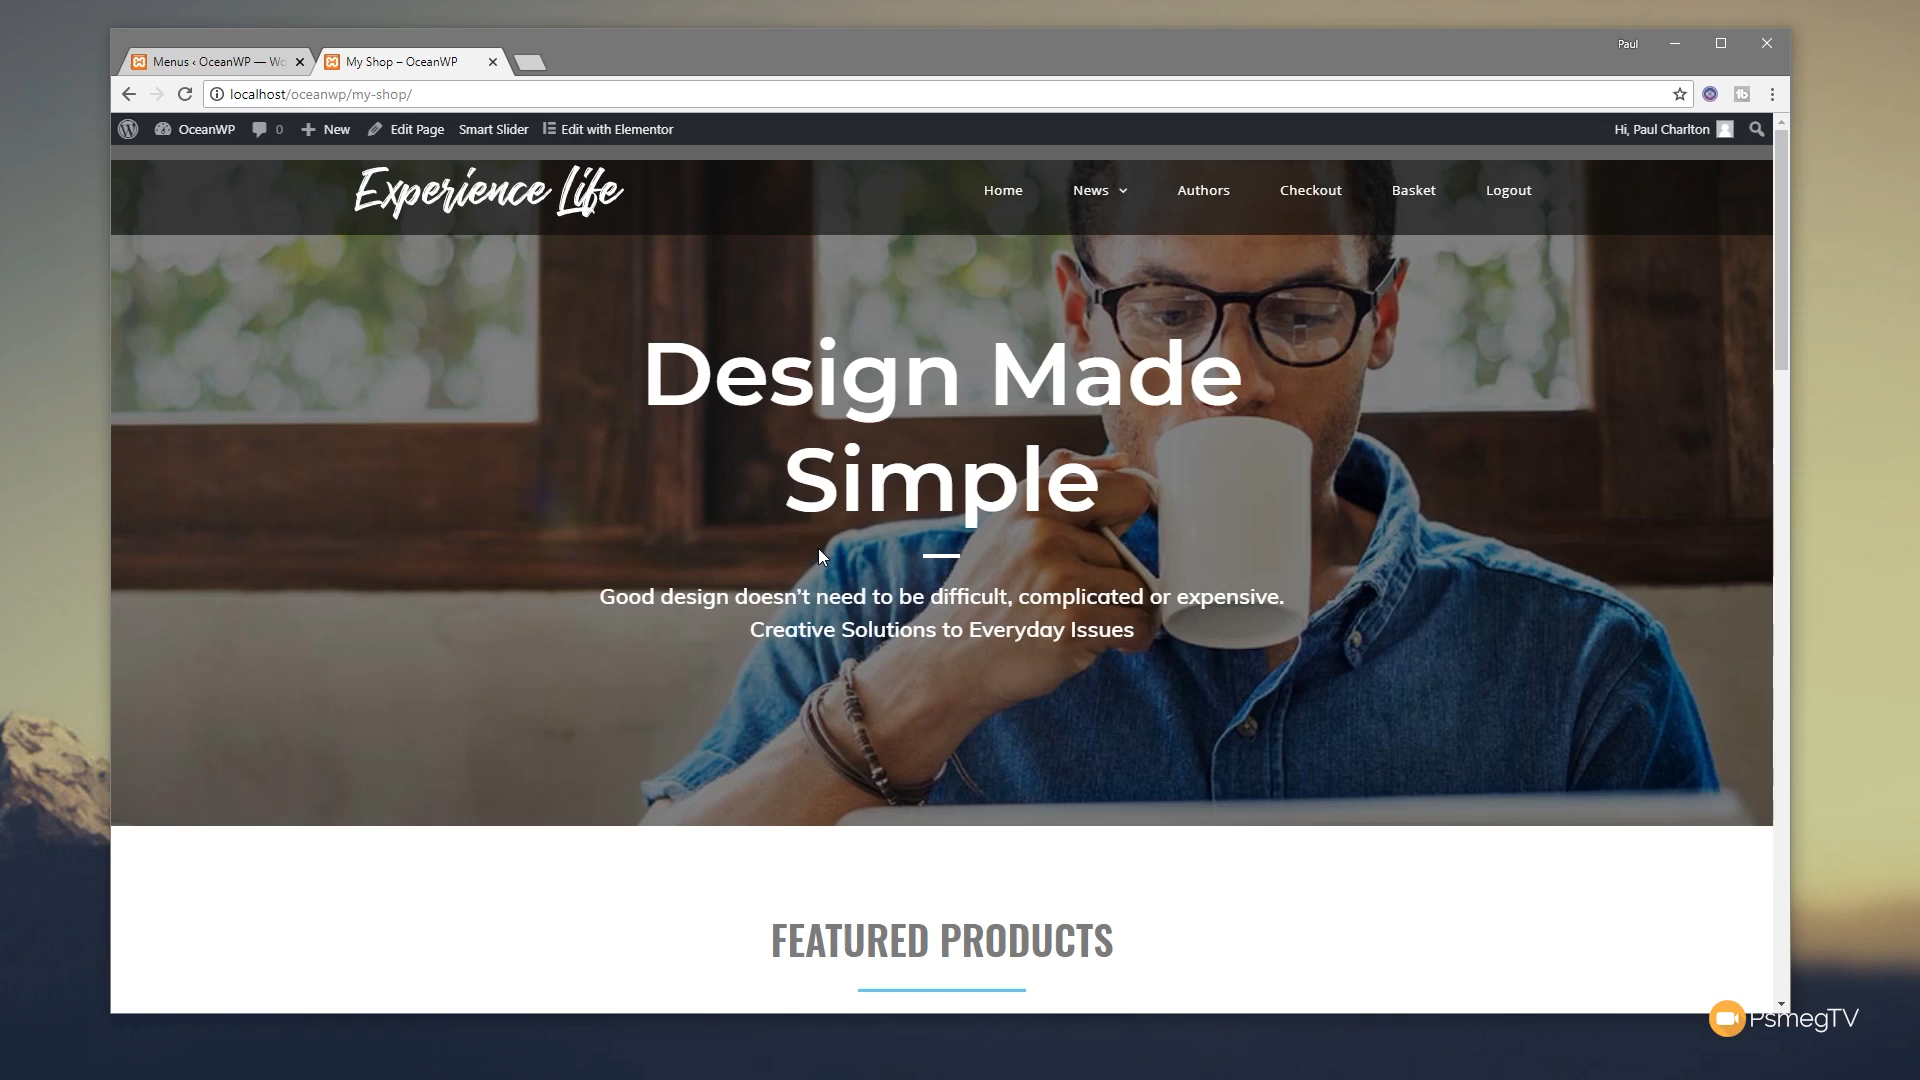 Paul
Menus ‹ OceanWP — Wo
My Shop – OceanWP
localhost/oceanwp/my-shop/
OceanWP 0 New Edit Page Smart Slider Edit with Elementor Hi, Paul Charlton
Experience Life
Home News Authors Checkout Basket Logout
Design Made
Simple
Good design doesn't need to be difficult, complicated or expensive.
Creative Solutions to Everyday Issues
FEATURED PRODUCTS
PsmegTV